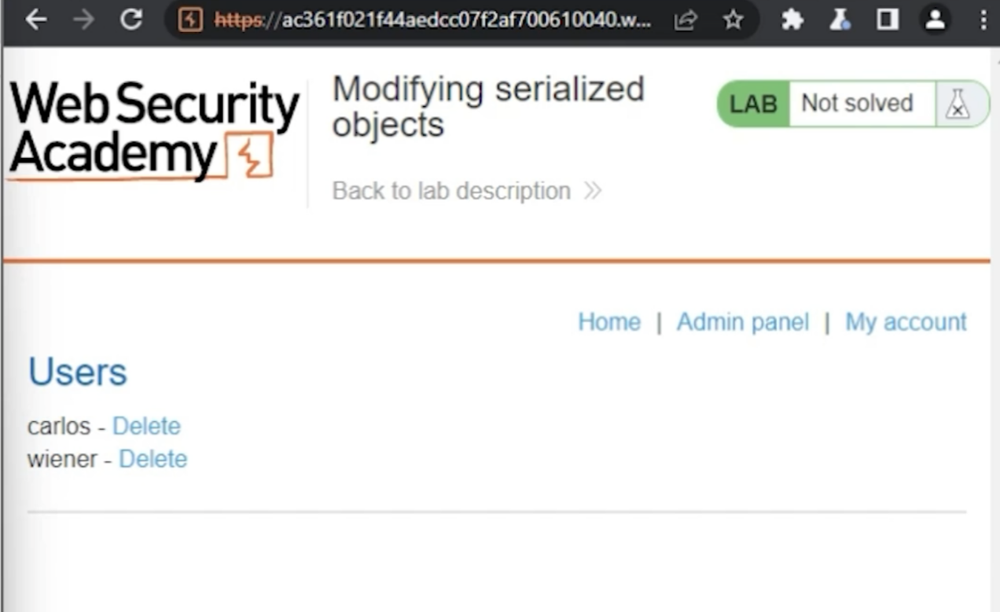 https://ac361f021f44aedcc07f2af700610040.w...
Web Security
Academy
Modifying serialized
objects
Back to lab description
LAB Not solved
Home | Admin panel | My account
Users
carlos - Delete
wiener - Delete